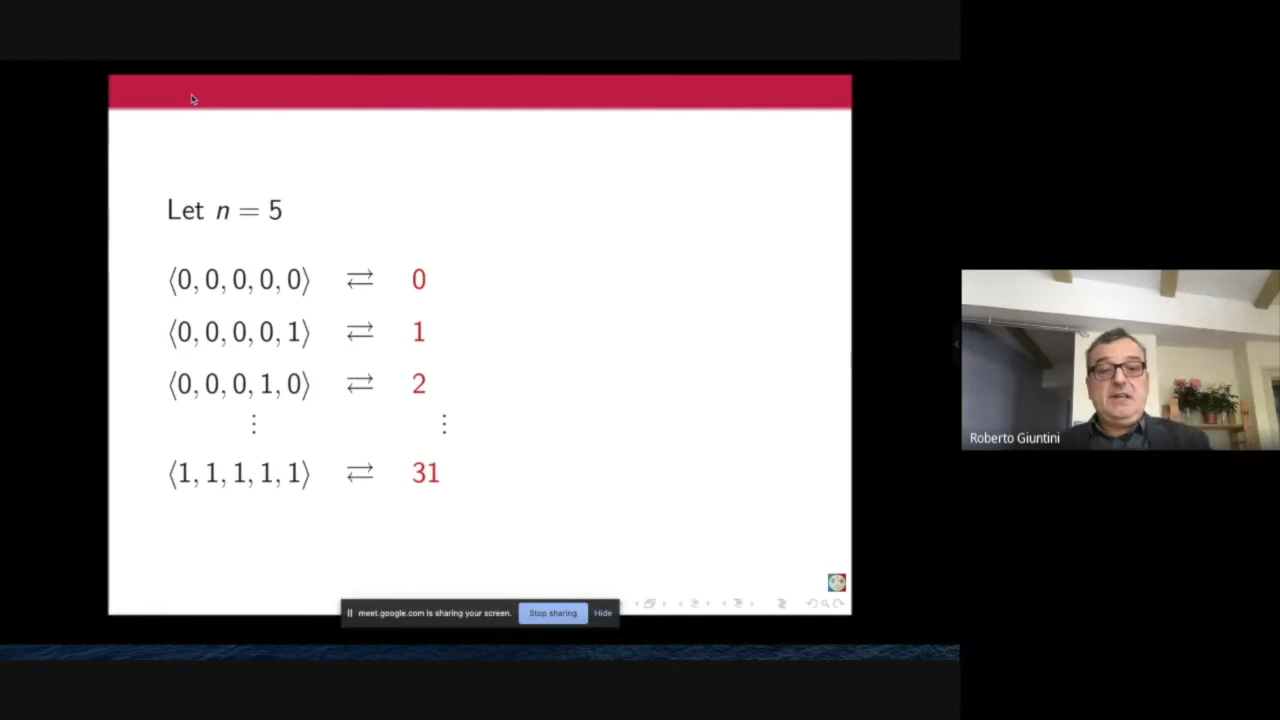 Let n = 5
⟨0, 0, 0, 0, 0⟩ ⇄ 0
⟨0, 0, 0, 0, 1⟩ ⇄ 1
⟨0, 0, 0, 1, 0⟩ ⇄ 2
⋮ ⋮
⟨1, 1, 1, 1, 1⟩ ⇄ 31
Roberto Giuntini
meet.google.com is sharing your screen. Stop sharing Hide